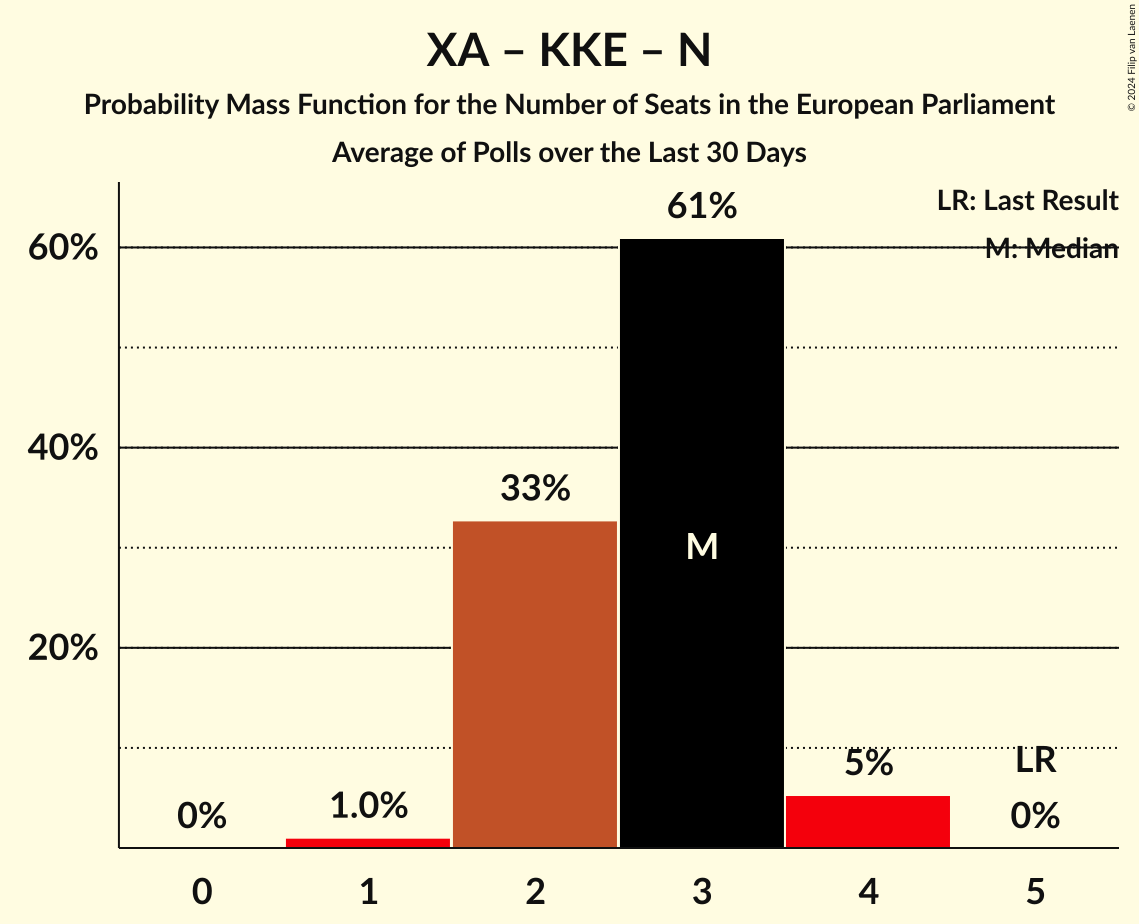 XA – KKE – N
Probability Mass Function for the Number of Seats in the European Parliament
Average of Polls over the Last 30 Days
© 2024 Filip van Laenen
LR: Last Result
M: Median
61%
60%
40%
33%
M
20%
5%
LR
1.0%
0%
0%
0 1 2 3 4 5